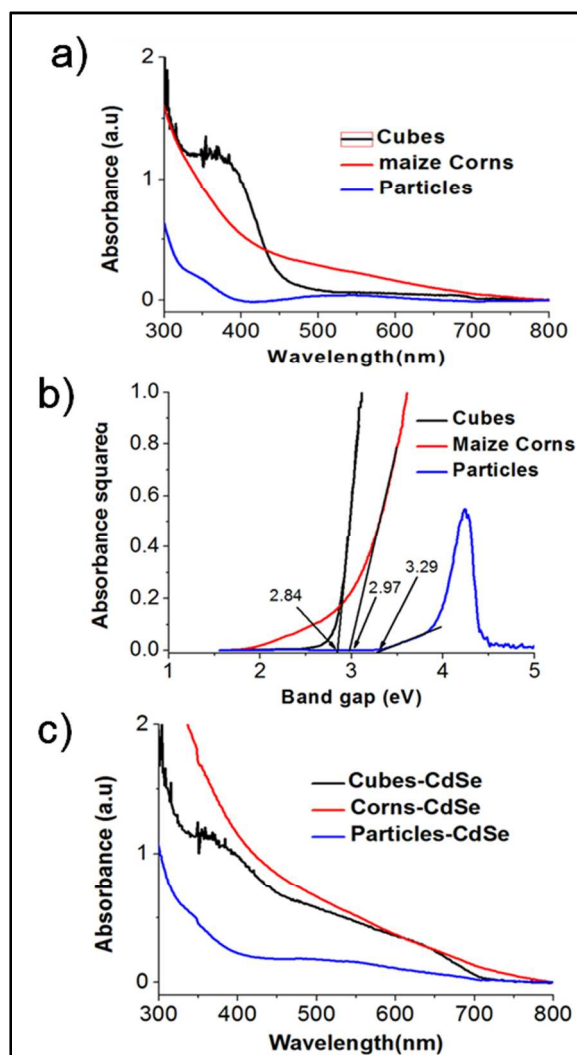 a)
2
1
0
Absorbance (a.u)
Cubes
maize Corns
Particles
300 400 500 600 700 800
Wavelength(nm)
b)
1.0
0.8
0.6
0.4
0.2
0.0
Absorbance squared
Cubes
Maize Corns
Particles
2.84
2.97
3.29
1 2 3 4 5
Band gap (eV)
c)
2
1
0
Absorbance (a.u)
Cubes-CdSe
Corns-CdSe
Particles-CdSe
300 400 500 600 700 800
Wavelength(nm)